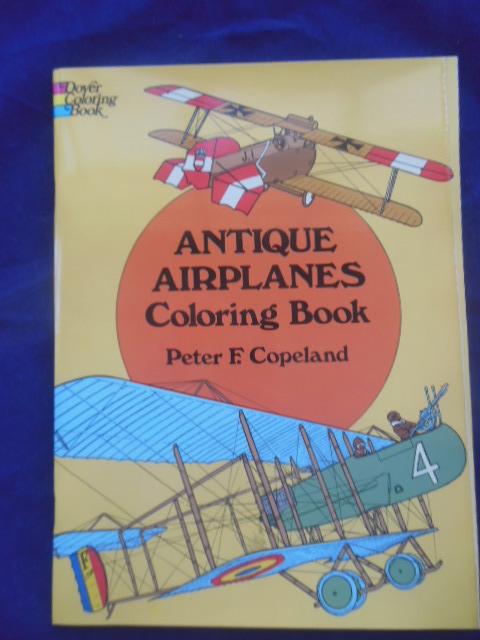 Dover
Coloring
Book
J.I.
ANTIQUE
AIRPLANES
Coloring Book
Peter F. Copeland
4